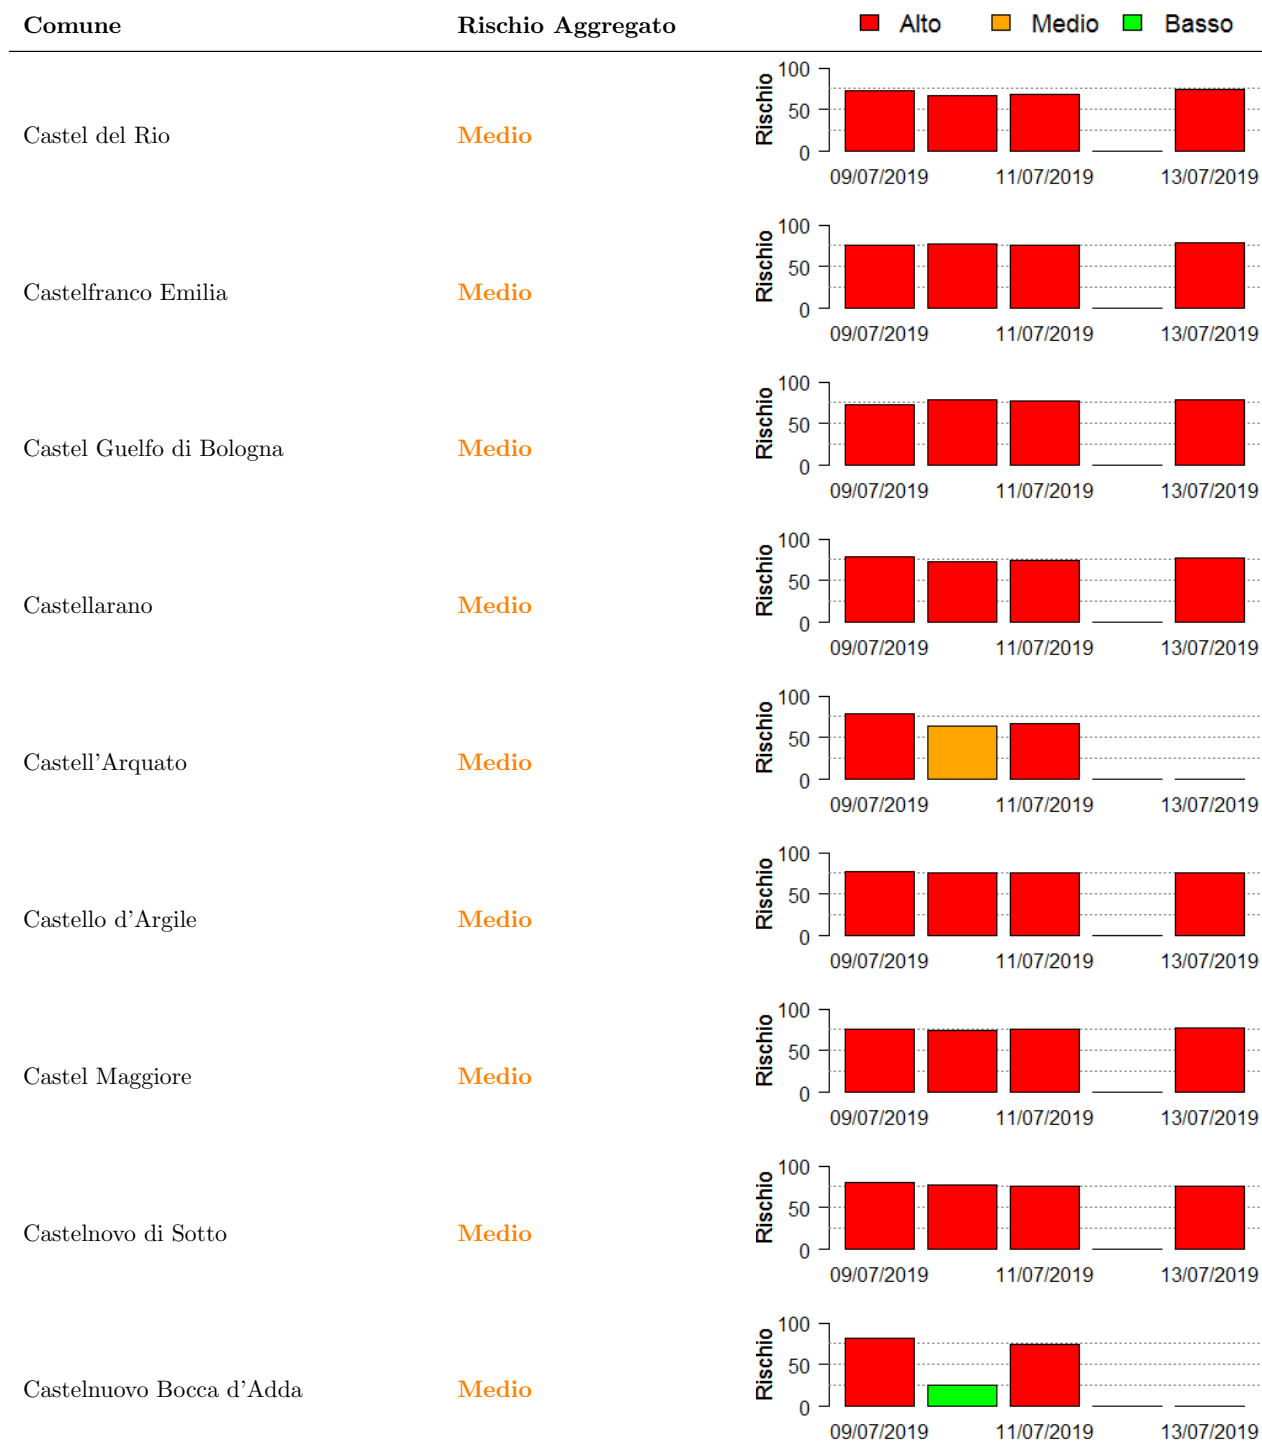 Comune Rischio Aggregato Alto Medio Basso
Castel del Rio Medio
Rischio
100
50
0
09/07/2019 11/07/2019 13/07/2019
Castelfranco Emilia Medio
Rischio
100
50
0
09/07/2019 11/07/2019 13/07/2019
Castel Guelfo di Bologna Medio
Rischio
100
50
0
09/07/2019 11/07/2019 13/07/2019
Castellarano Medio
Rischio
100
50
0
09/07/2019 11/07/2019 13/07/2019
Castell'Arquato Medio
Rischio
100
50
0
09/07/2019 11/07/2019 13/07/2019
Castello d'Argile Medio
Rischio
100
50
0
09/07/2019 11/07/2019 13/07/2019
Castel Maggiore Medio
Rischio
100
50
0
09/07/2019 11/07/2019 13/07/2019
Castelnovo di Sotto Medio
Rischio
100
50
0
09/07/2019 11/07/2019 13/07/2019
Castelnuovo Bocca d'Adda Medio
Rischio
100
50
0
09/07/2019 11/07/2019 13/07/2019